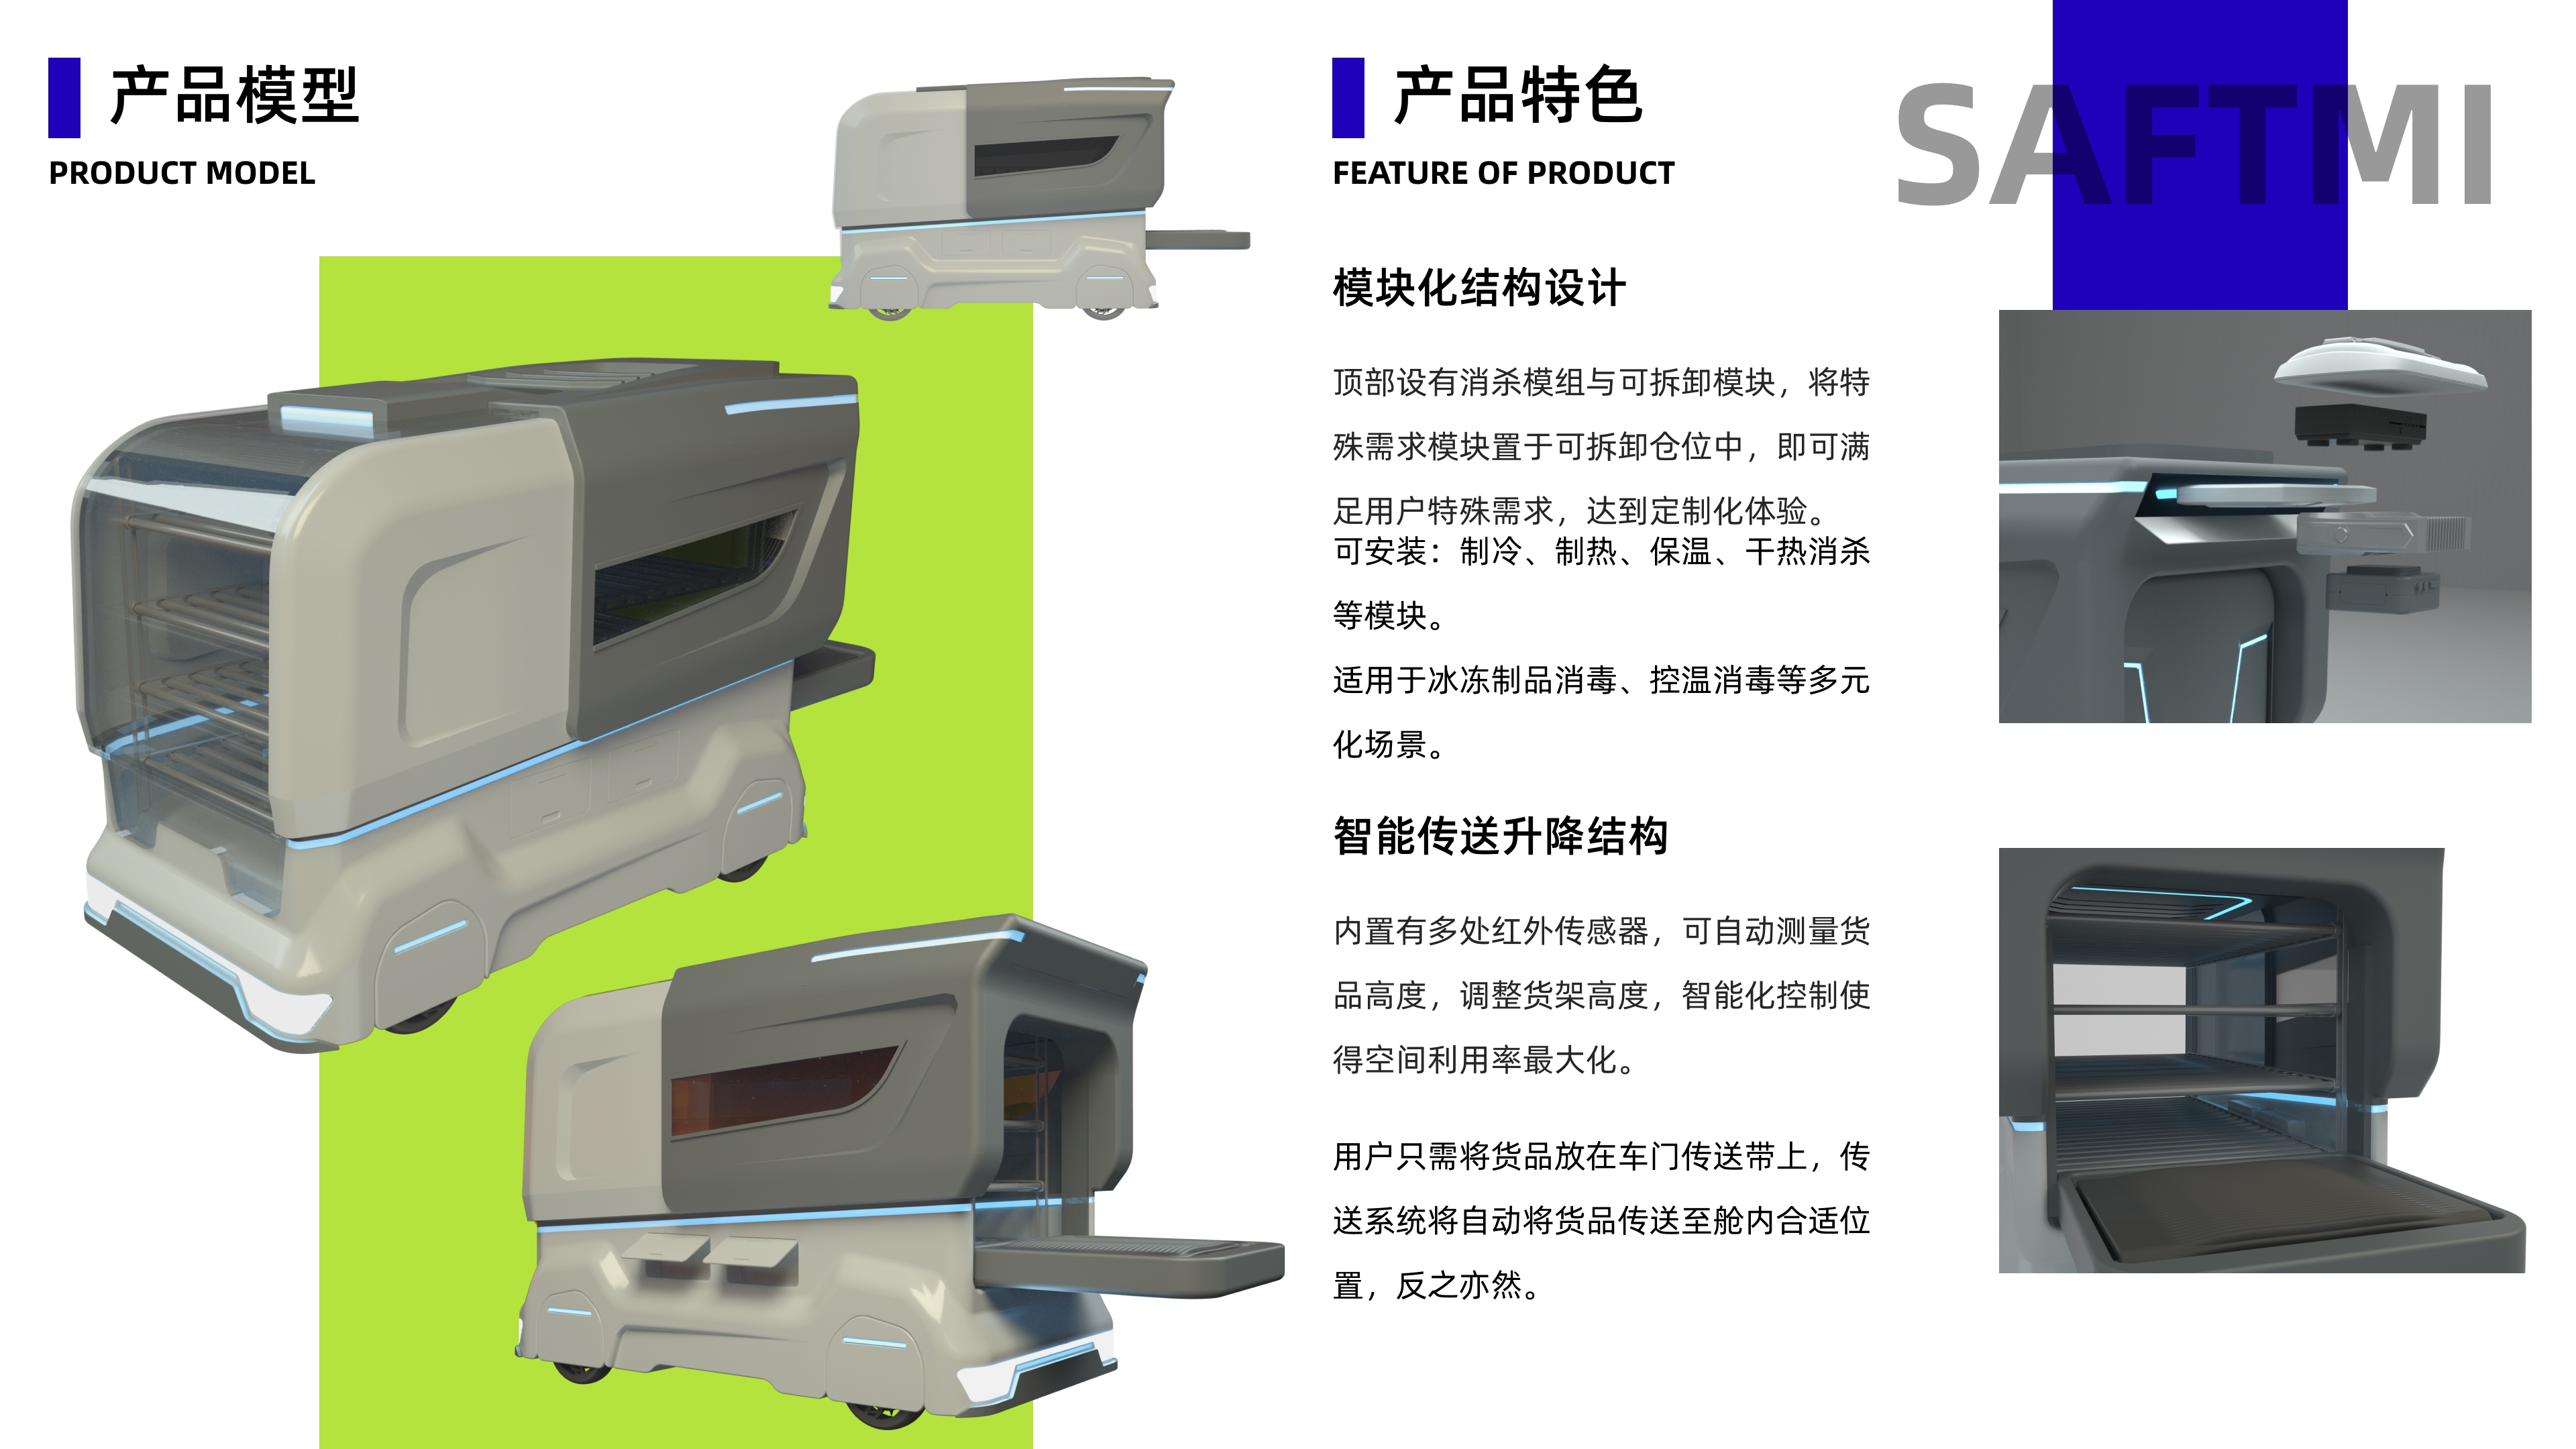 产品模型
PRODUCT MODEL
产品特色
FEATURE OF PRODUCT
SAFTMI
模块化结构设计
顶部设有消杀模组与可拆卸模块，将特
殊需求模块置于可拆卸仓位中，即可满
足用户特殊需求，达到定制化体验。
可安装：制冷、制热、保温、干热消杀
等模块。
适用于冰冻制品消毒、控温消毒等多元
化场景。
智能传送升降结构
内置有多处红外传感器，可自动测量货
品高度，调整货架高度，智能化控制使
得空间利用率最大化。
用户只需将货品放在车门传送带上，传
送系统将自动将货品传送至舱内合适位
置，反之亦然。